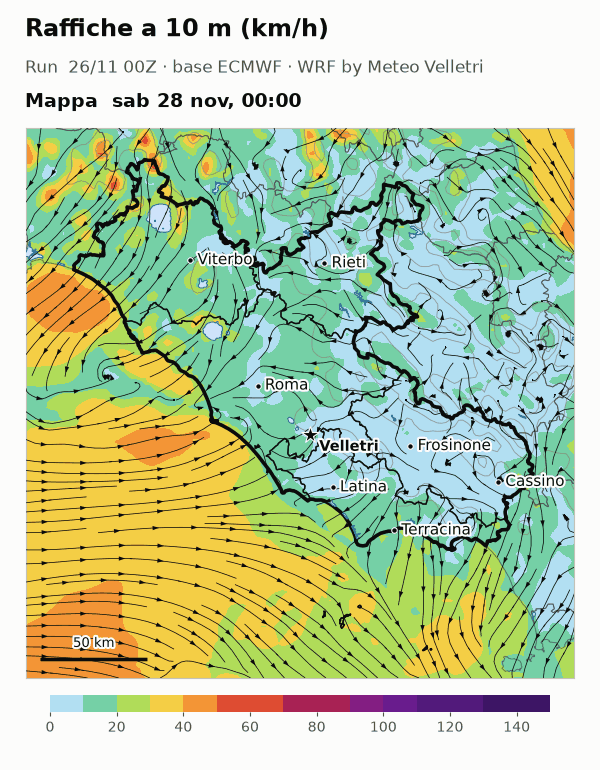 Raffiche a 10 m (km/h)
Run  26/11 00Z · base ECMWF · WRF by Meteo Velletri
Mappa  sab 28 nov, 00:00
Viterbo
Rieti
Roma
Velletri
Frosinone
Latina
Cassino
Terracina
50 km
0 20 40 60 80 100 120 140